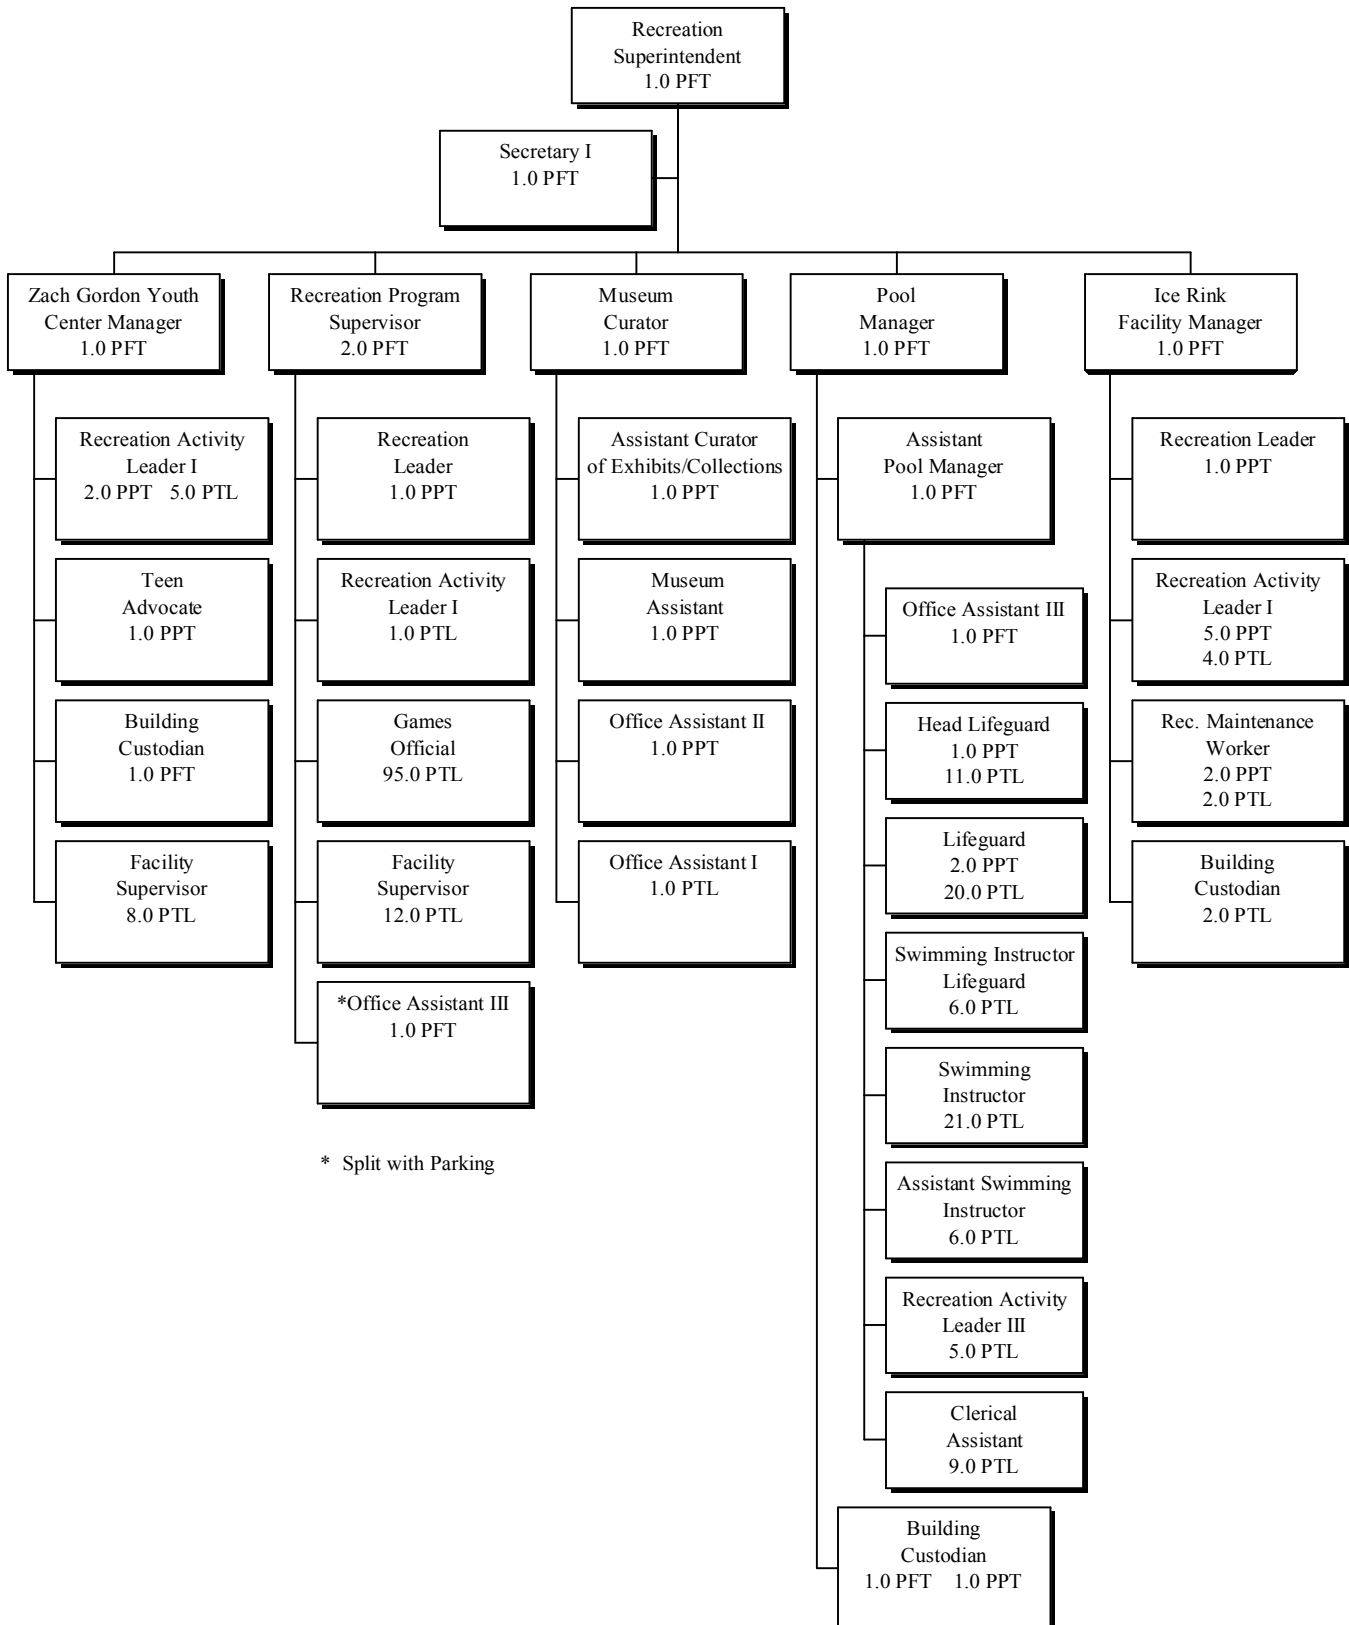 Recreation
Superintendent
1.0 PFT
Secretary I
1.0 PFT
Zach Gordon Youth
Center Manager
1.0 PFT
Recreation Program
Supervisor
2.0 PFT
Museum
Curator
1.0 PFT
Pool
Manager
1.0 PFT
Ice Rink
Facility Manager
1.0 PFT
Recreation Activity
Leader I
2.0 PPT 5.0 PTL
Teen
Advocate
1.0 PPT
Building
Custodian
1.0 PFT
Facility
Supervisor
8.0 PTL
Recreation
Leader
1.0 PPT
Recreation Activity
Leader I
1.0 PTL
Games
Official
95.0 PTL
Facility
Supervisor
12.0 PTL
*Office Assistant III
1.0 PFT
* Split with Parking
Assistant Curator
of Exhibits/Collections
1.0 PPT
Museum
Assistant
1.0 PPT
Office Assistant II
1.0 PPT
Office Assistant I
1.0 PTL
Assistant
Pool Manager
1.0 PFT
Office Assistant III
1.0 PFT
Head Lifeguard
1.0 PPT
11.0 PTL
Lifeguard
2.0 PPT
20.0 PTL
Swimming Instructor
Lifeguard
6.0 PTL
Swimming
Instructor
21.0 PTL
Assistant Swimming
Instructor
6.0 PTL
Recreation Activity
Leader III
5.0 PTL
Clerical
Assistant
9.0 PTL
Building
Custodian
1.0 PFT 1.0 PPT
Recreation Leader
1.0 PPT
Recreation Activity
Leader I
5.0 PPT
4.0 PTL
Rec. Maintenance
Worker
2.0 PPT
2.0 PTL
Building
Custodian
2.0 PTL